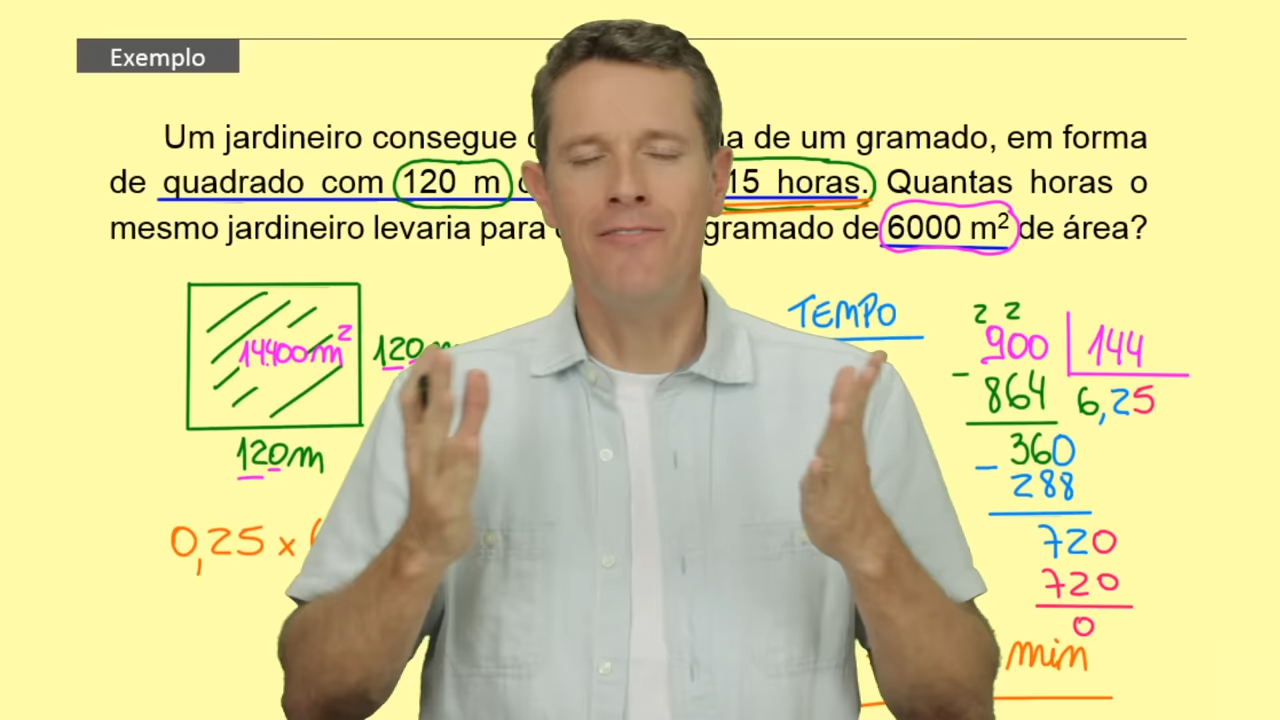 Exemplo
Um jardineiro consegue de um gramado, em forma
de quadrado com 120 m 15 horas. Quantas horas o
mesmo jardineiro levaria para gramado de 6000 m² de área?
14.400m²
120m
120m
0,25 x
TEMPO
2 2
900 144
- 864 6,25
360
- 288
720
720
0
min